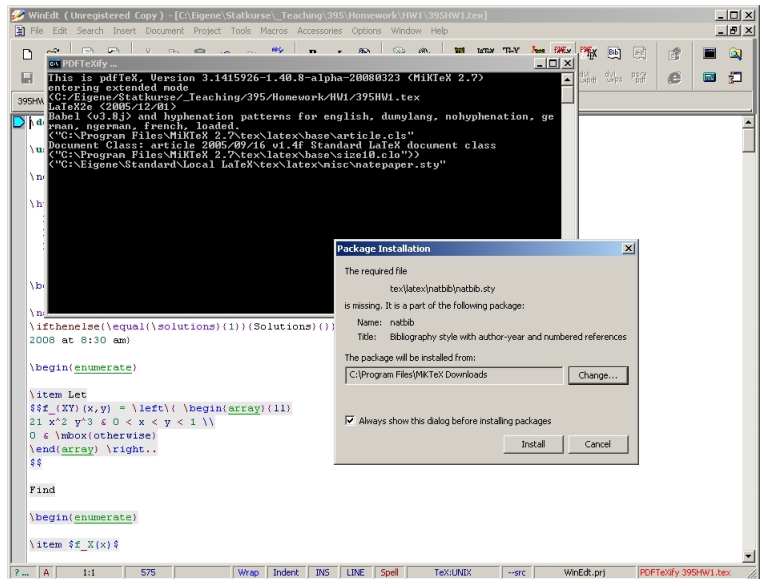 WinEdt ( Unregistered Copy ) - [C:\Eigene\Statkurse\_Teaching\395\Homework\HW1\395HW1.tex]
File Edit Search Insert Document Project Tools Macros Accessories Options Window Help
PDFTeXify ...
This is pdfTeX, Version 3.1415926-1.40.8-alpha-20080323 (MiKTeX 2.7)
entering extended mode
(C:/Eigene/Statkurse/_Teaching/395/Homework/HW1/395HW1.tex
LaTeX2e <2005/12/01>
Babel <v3.8j> and hyphenation patterns for english, dumylang, nohyphenation, ge
rman, ngerman, french, loaded.
("C:\Program Files\MiKTeX 2.7\tex\latex\base\article.cls"
Document Class: article 2005/09/16 v1.4f Standard LaTeX document class
("C:\Program Files\MiKTeX 2.7\tex\latex\base\size10.clo"))
("C:\Eigene\Standard\Local LaTeX\tex\latex\misc\natepaper.sty"
395HW
\d
\u
\n
\h
\b
\n
Package Installation
The required file
tex\latex\natbib\natbib.sty
is missing. It is a part of the following package:
Name: natbib
Title: Bibliography style with author-year and numbered references
The package will be installed from:
C:\Program Files\MiKTeX Downloads
Change...
Always show this dialog before installing packages
Install Cancel
\ifthenelse{\equal{\solutions}{1}}{Solutions}{}
2008 at 8:30 am)
\begin{enumerate}
\item Let
$$f_{XY}(x,y) = \left\{ \begin{array}{ll}
21 x^2 y^3 & 0 < x < y < 1 \\
0 & \mbox{otherwise}
\end{array} \right..
$$
Find
\begin{enumerate}
\item $f_X(x)$
? ... A 1:1 575 Wrap Indent INS LINE Spell TeX:UNIX --src WinEdt.prj PDFTeXify 395HW1.tex